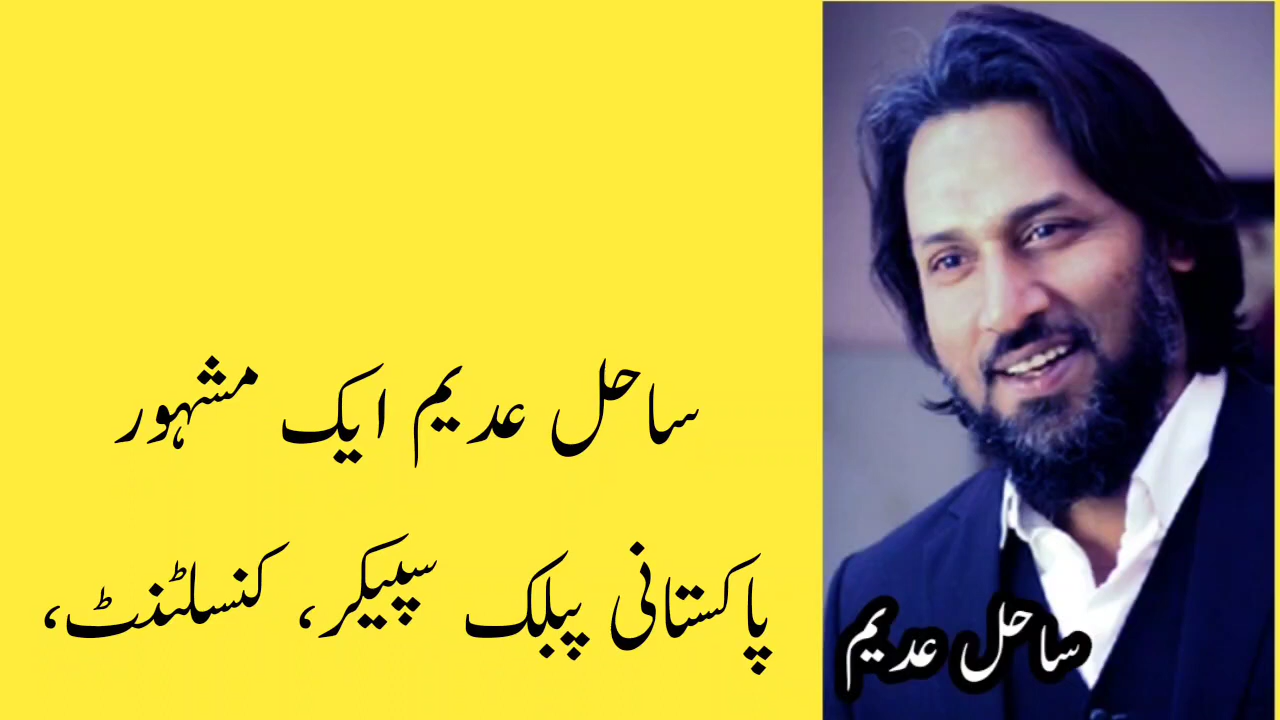 ساحل عدیم ایک مشہور
پاکستانی پبلک سپیکر، کنسلٹنٹ،
ساحل عدیم